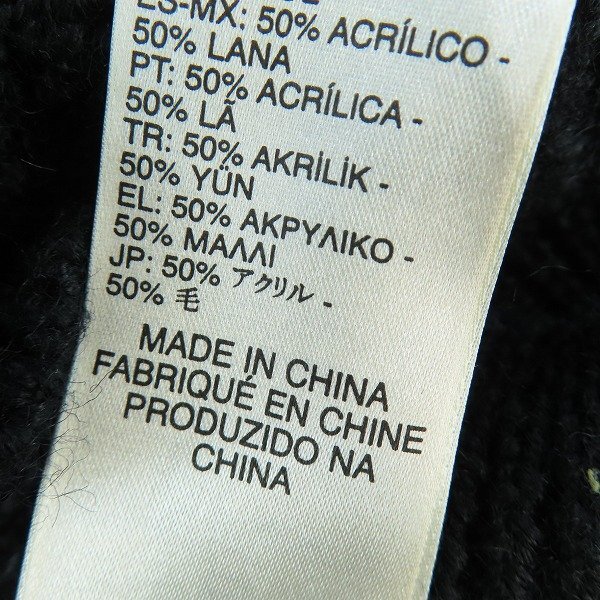 ES-MX: 50% ACRÍLICO -
50% LANA
PT: 50% ACRÍLICA -
50% LÃ
TR: 50% AKRİLİK -
50% YÜN
EL: 50% ΑΚΡΥΛΙΚΟ -
50% ΜΑΛΛΙ
JP: 50% アクリル -
50% 毛
MADE IN CHINA
FABRIQUÉ EN CHINE
PRODUZIDO NA
CHINA